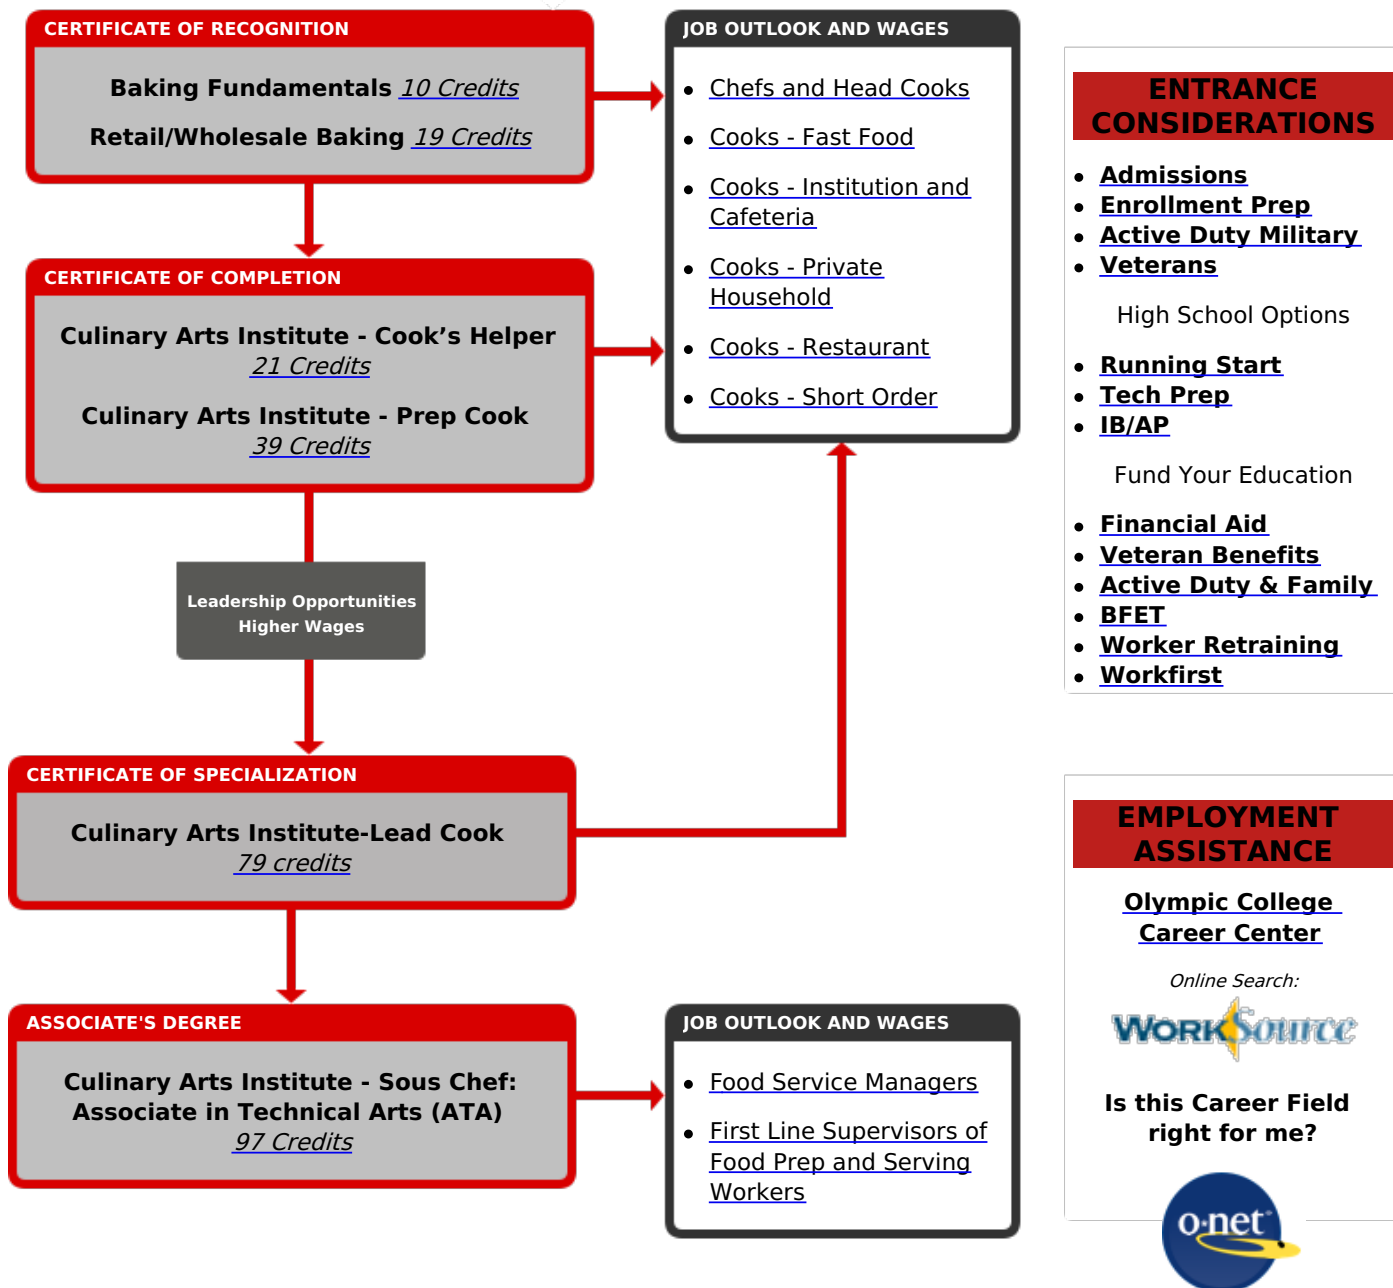 CERTIFICATE OF RECOGNITION
Baking Fundamentals 10 Credits
Retail/Wholesale Baking 19 Credits
CERTIFICATE OF COMPLETION
Culinary Arts Institute - Cook’s Helper
21 Credits
Culinary Arts Institute - Prep Cook
39 Credits
Leadership Opportunities
Higher Wages
CERTIFICATE OF SPECIALIZATION
Culinary Arts Institute-Lead Cook
79 credits
ASSOCIATE'S DEGREE
Culinary Arts Institute - Sous Chef:
Associate in Technical Arts (ATA)
97 Credits
JOB OUTLOOK AND WAGES
Chefs and Head Cooks
Cooks - Fast Food
Cooks - Institution and
Cafeteria
Cooks - Private
Household
Cooks - Restaurant
Cooks - Short Order
JOB OUTLOOK AND WAGES
Food Service Managers
First Line Supervisors of
Food Prep and Serving
Workers
ENTRANCE
CONSIDERATIONS
Admissions
Enrollment Prep
Active Duty Military
Veterans
High School Options
Running Start
Tech Prep
IB/AP
Fund Your Education
Financial Aid
Veteran Benefits
Active Duty & Family
BFET
Worker Retraining
Workfirst
EMPLOYMENT
ASSISTANCE
Olympic College
Career Center
Online Search:
WorkSource
Is this Career Field
right for me?
o·net